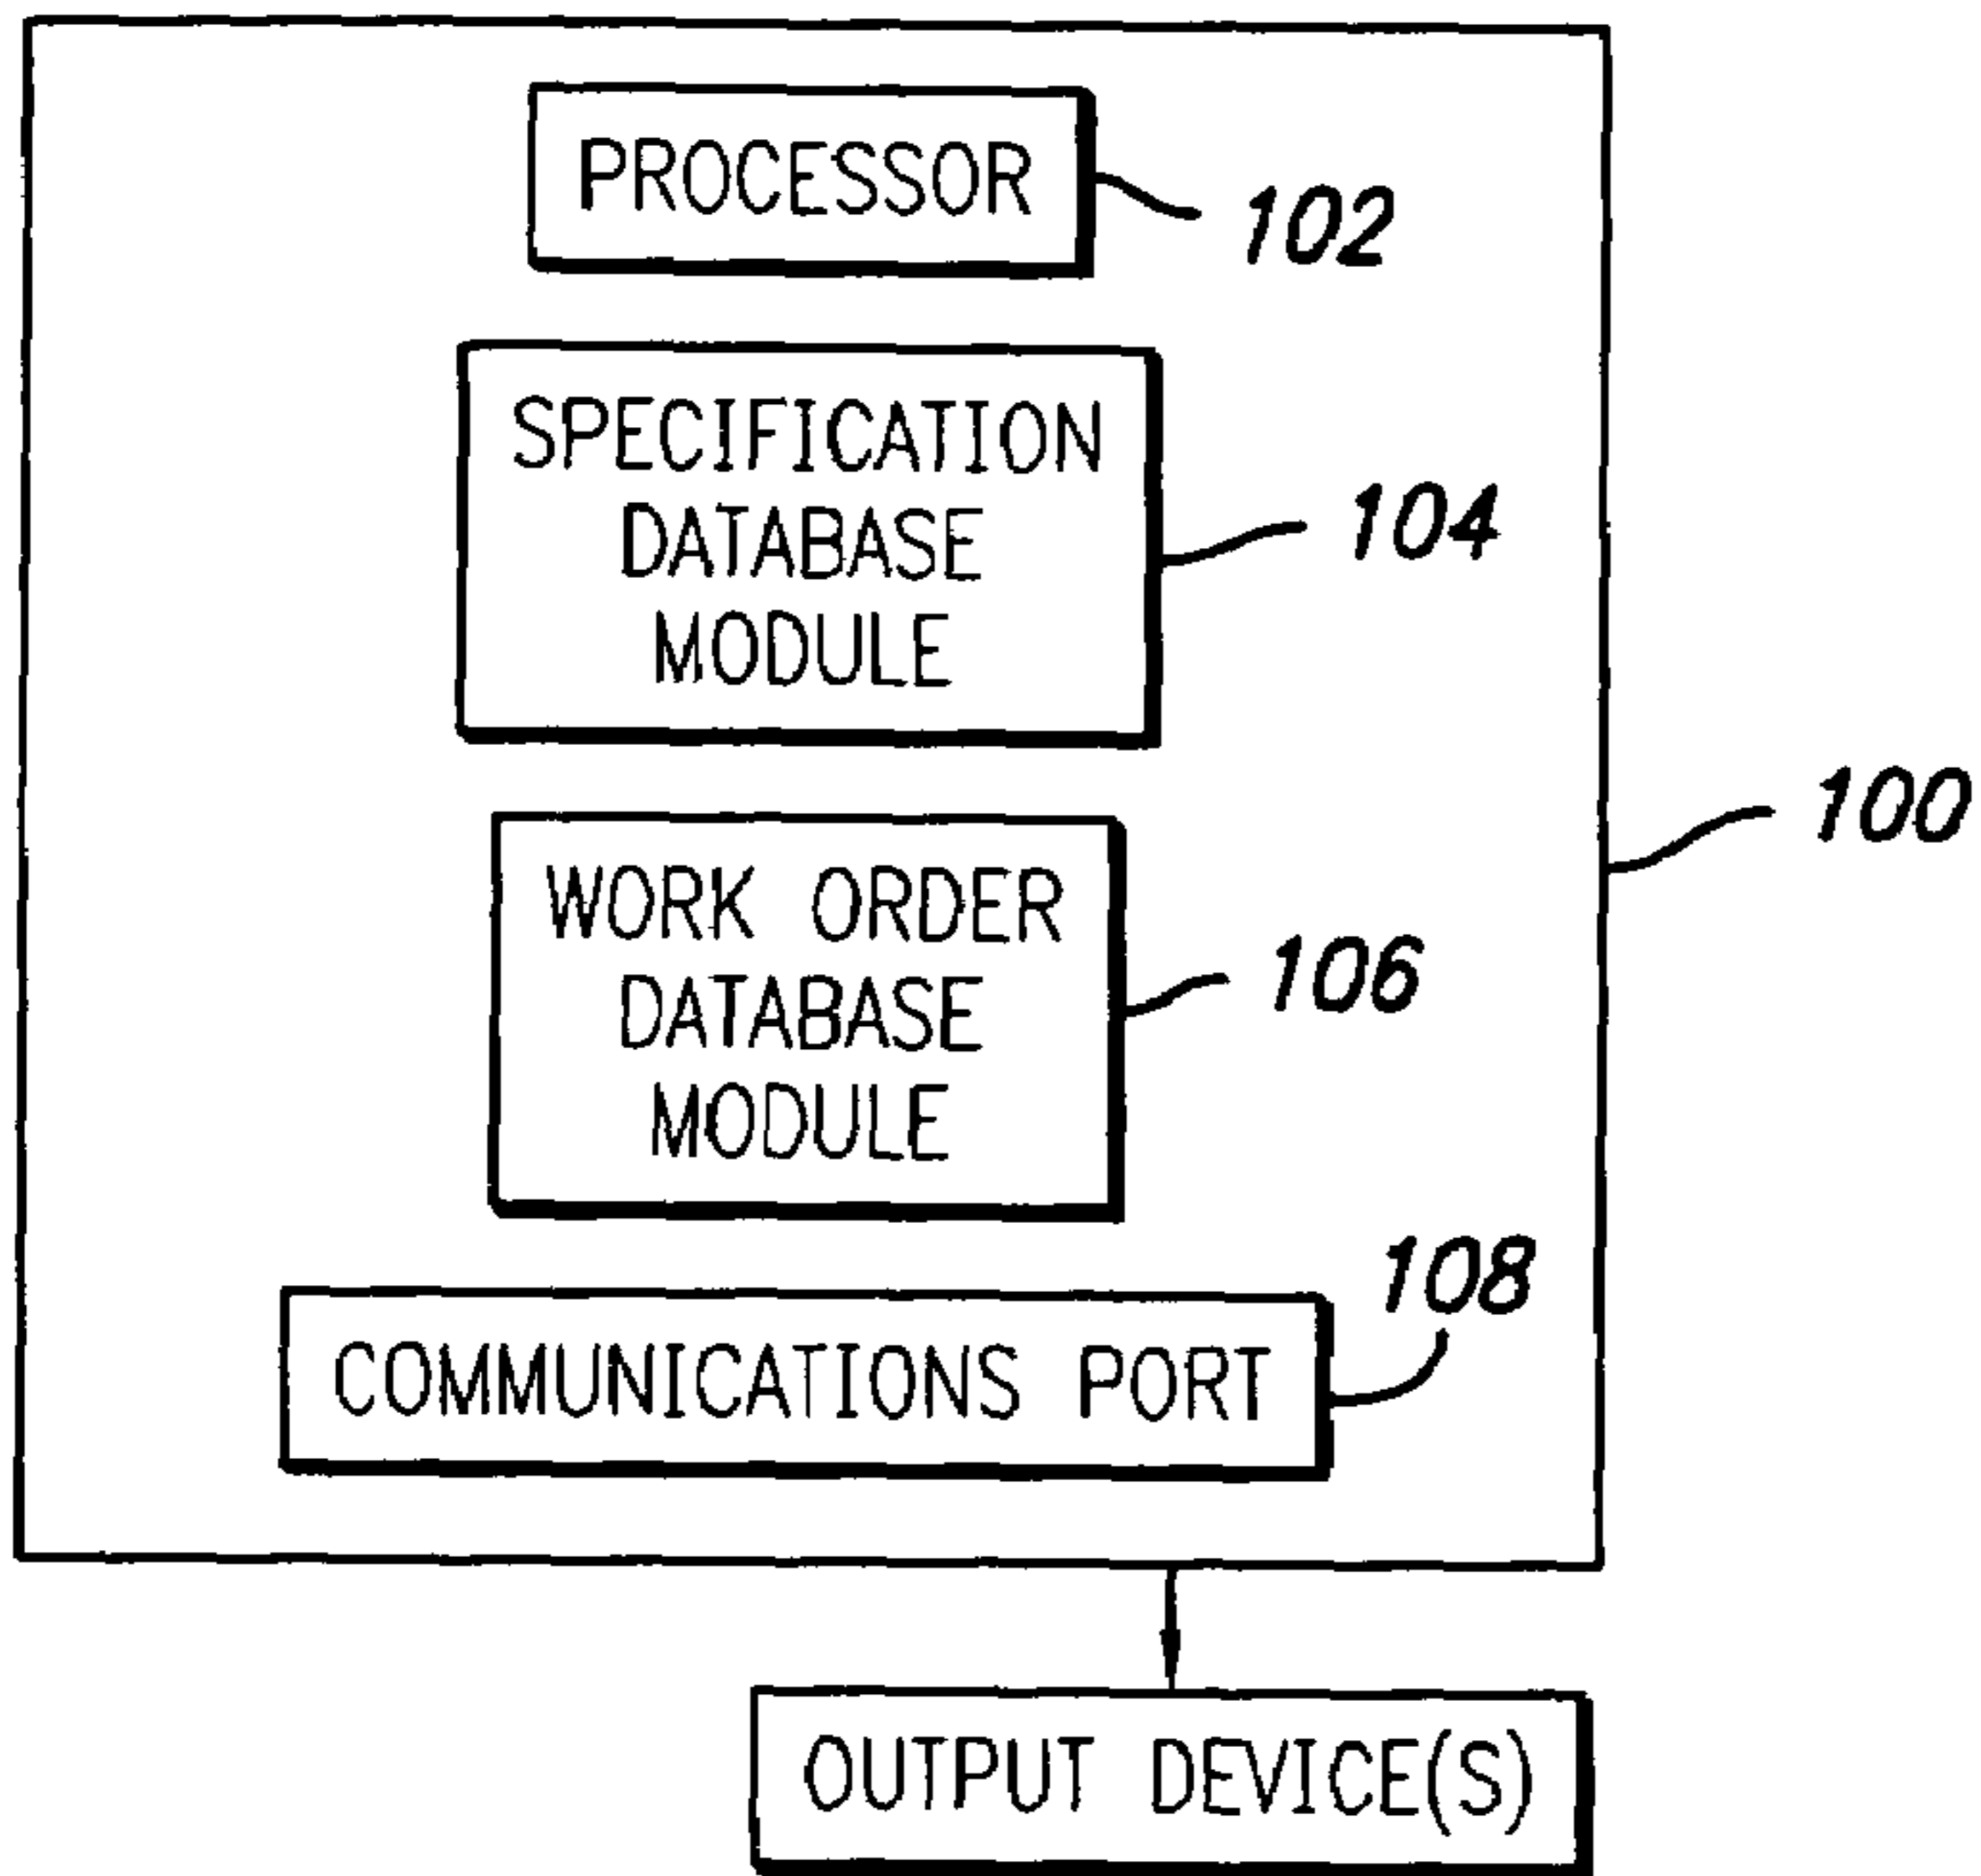 PROCESSOR
102
SPECIFICATION
DATABASE
MODULE
104
100
WORK ORDER
DATABASE
MODULE
106
108
COMMUNICATIONS PORT
OUTPUT DEVICE(S)